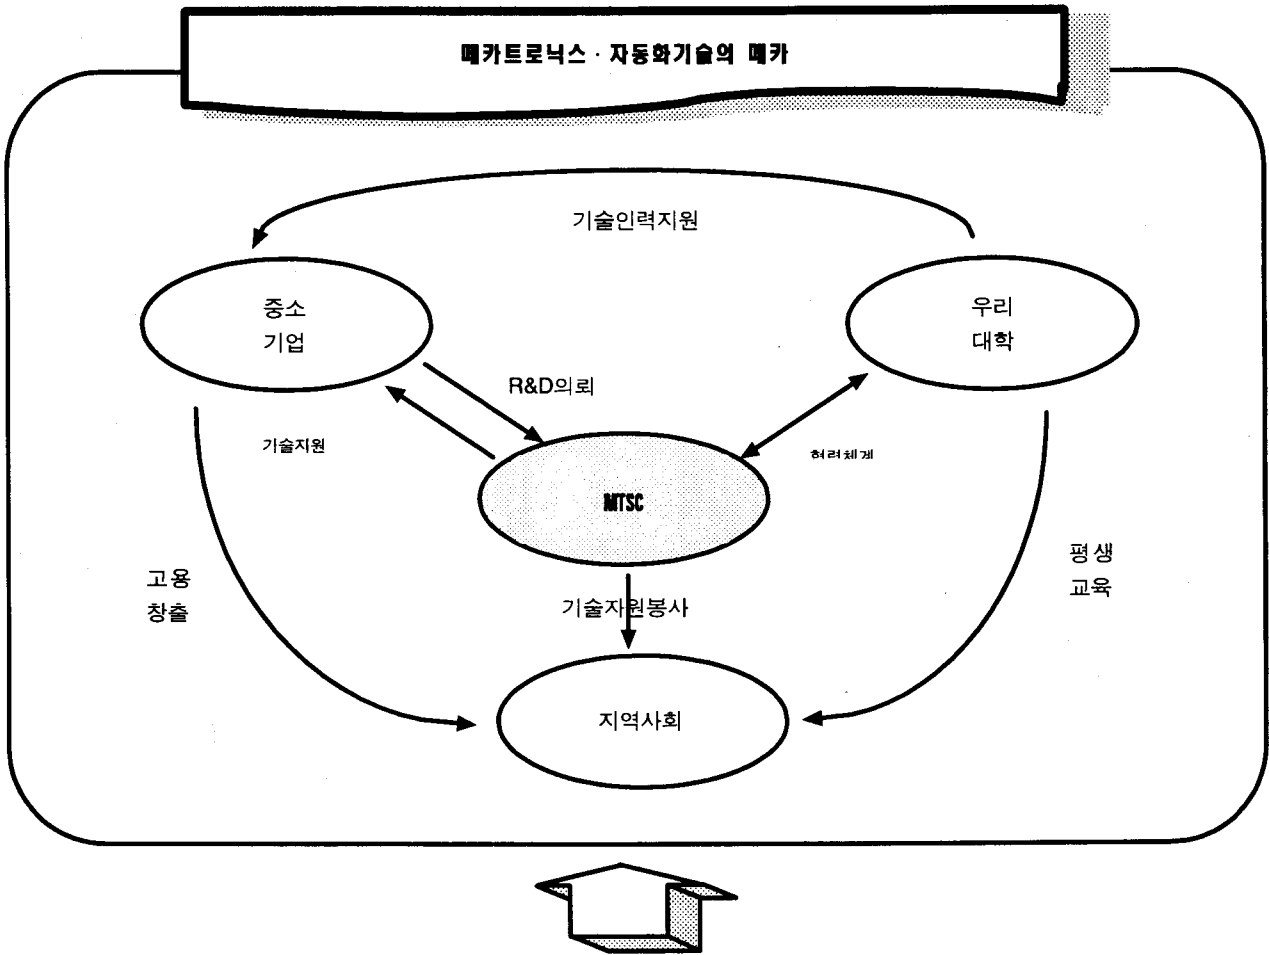 메카트로닉스 · 자동화기술의 메카
기술인력지원
중소
기업
우리
대학
R&D의뢰
기술지원
협력체계
MTSC
고용
창출
기술자원봉사
평생
교육
지역사회